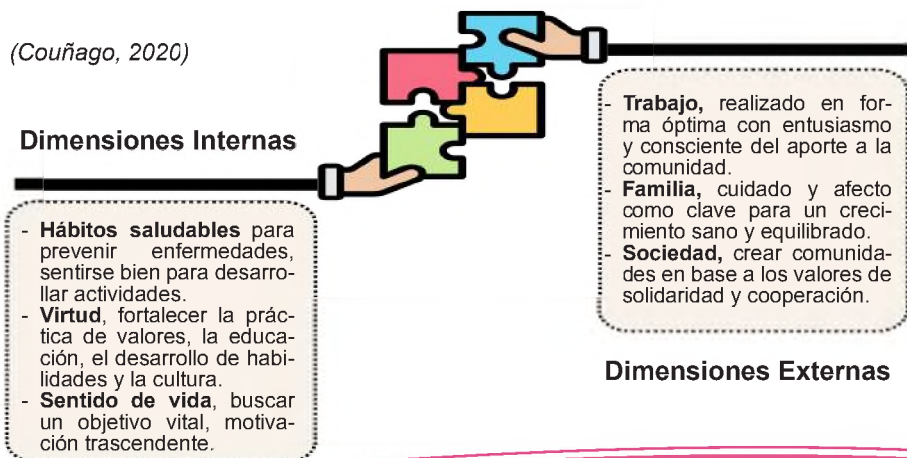 (Couñago, 2020)
Dimensiones Internas
- Hábitos saludables para
prevenir enfermedades,
sentirse bien para desarro-
llar actividades.
- Virtud, fortalecer la prác-
tica de valores, la educa-
ción, el desarrollo de habi-
lidades y la cultura.
- Sentido de vida, buscar
un objetivo vital, motiva-
ción trascendente.
- Trabajo, realizado en for-
ma óptima con entusiasmo
y consciente del aporte a la
comunidad.
- Familia, cuidado y afecto
como clave para un creci-
miento sano y equilibrado.
- Sociedad, crear comunida-
des en base a los valores de
solidaridad y cooperación.
Dimensiones Externas